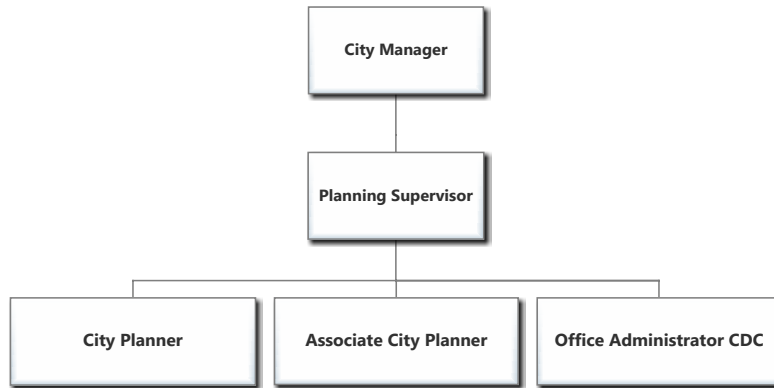 City Manager
Planning Supervisor
City Planner
Associate City Planner
Office Administrator CDC